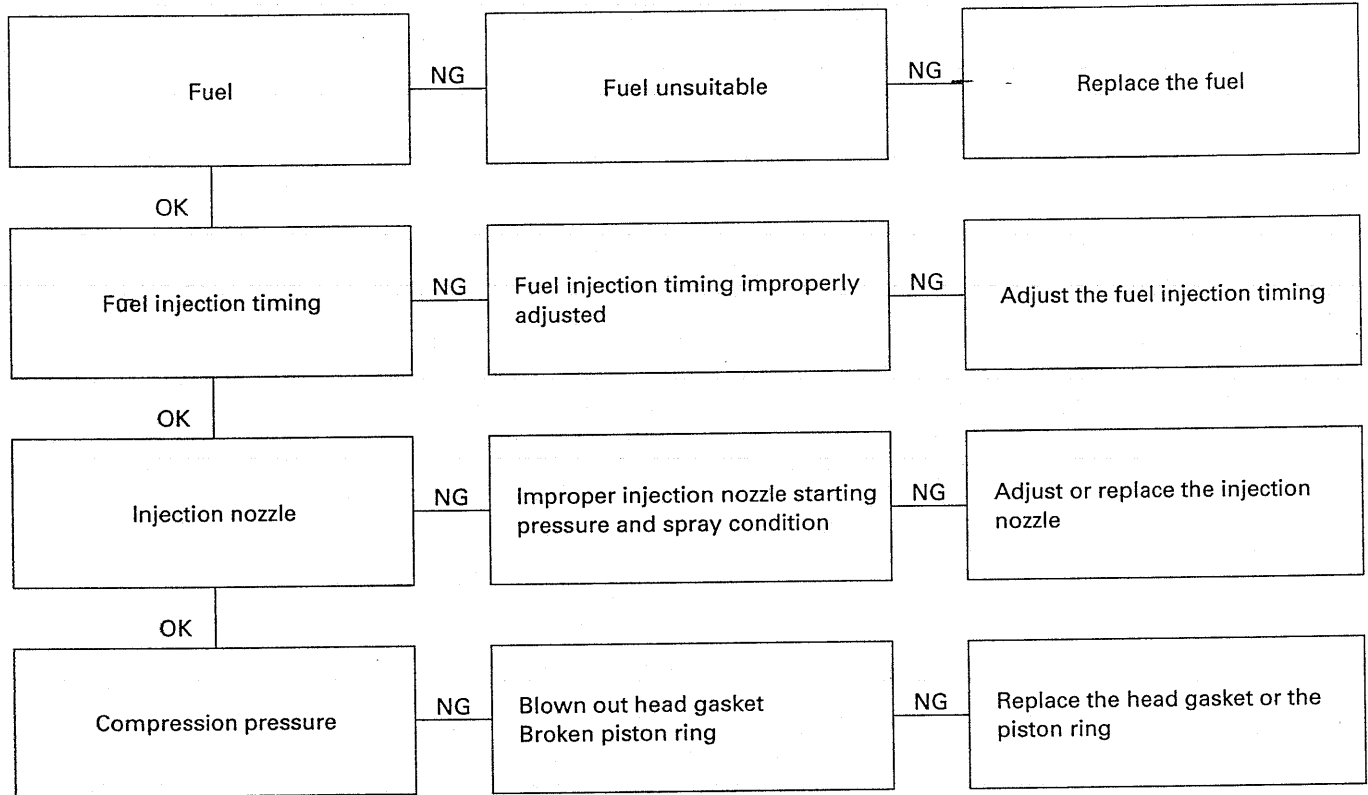 Fuel
NG
Fuel unsuitable
NG
Replace the fuel
OK
Fuel injection timing
NG
Fuel injection timing improperly
adjusted
NG
Adjust the fuel injection timing
OK
Injection nozzle
NG
Improper injection nozzle starting
pressure and spray condition
NG
Adjust or replace the injection
nozzle
OK
Compression pressure
NG
Blown out head gasket
Broken piston ring
NG
Replace the head gasket or the
piston ring